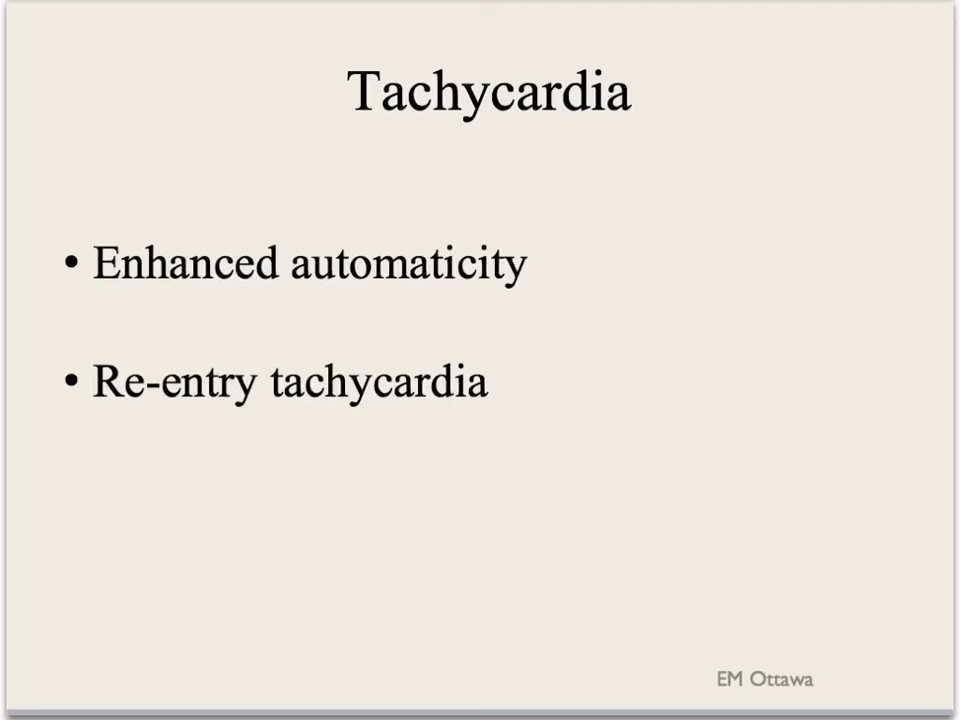 Tachycardia
• Enhanced automaticity
• Re-entry tachycardia
EM Ottawa